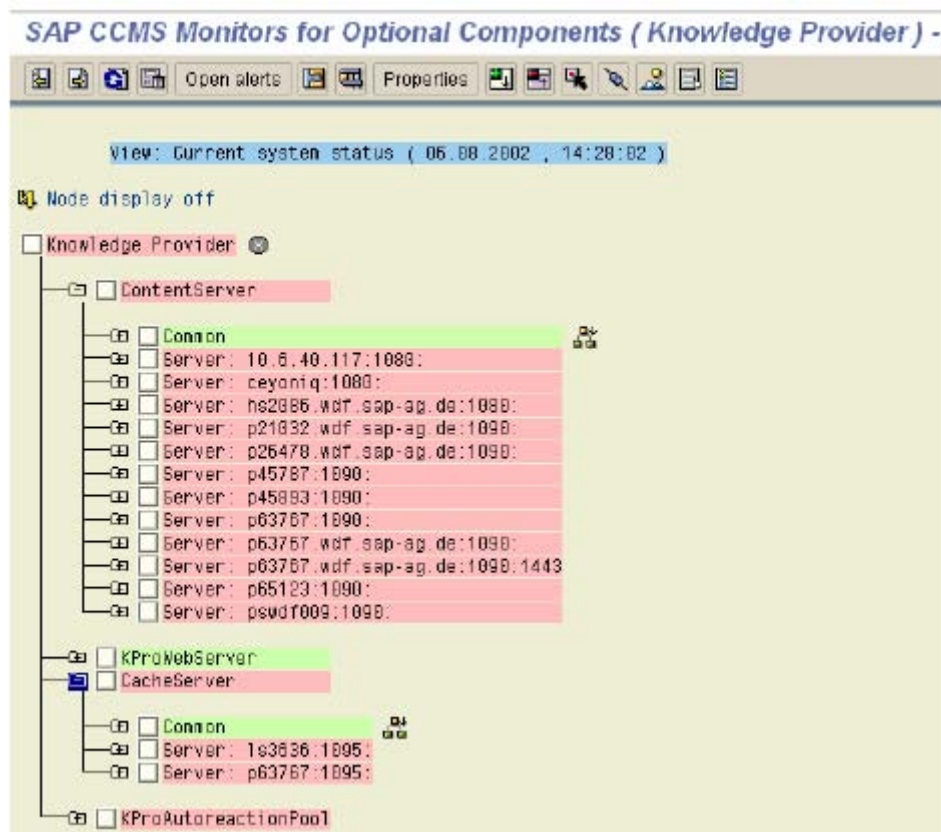 SAP CCMS Monitors for Optional Components ( Knowledge Provider ) -
Open alerts Properties
View: Current system status ( 06.08.2002 , 14:28:02 )
Node display off
Knowledge Provider
ContentServer
Common
Server: 10.6.40.117:1080:
Server: ceyoniq:1080:
Server: hs2086.wdf.sap-ag.de:1080:
Server: .wdf.sap-ag.de:1090:
Server: p26478.wdf.sap-ag.de:1090:
Server: p45787:1090:
Server: :1090:
Server: p63767:1090:
Server: p63767.wdf.sap-ag.de:1090:
Server: p63767.wdf.sap-ag.de:1090:1443
Server: p65123:1090:
Server: pswdf009:1090:
KProWebServer
CacheServer
Common
Server: ls3636:1095:
Server: p63767:1095:
KProAutoreactionPool